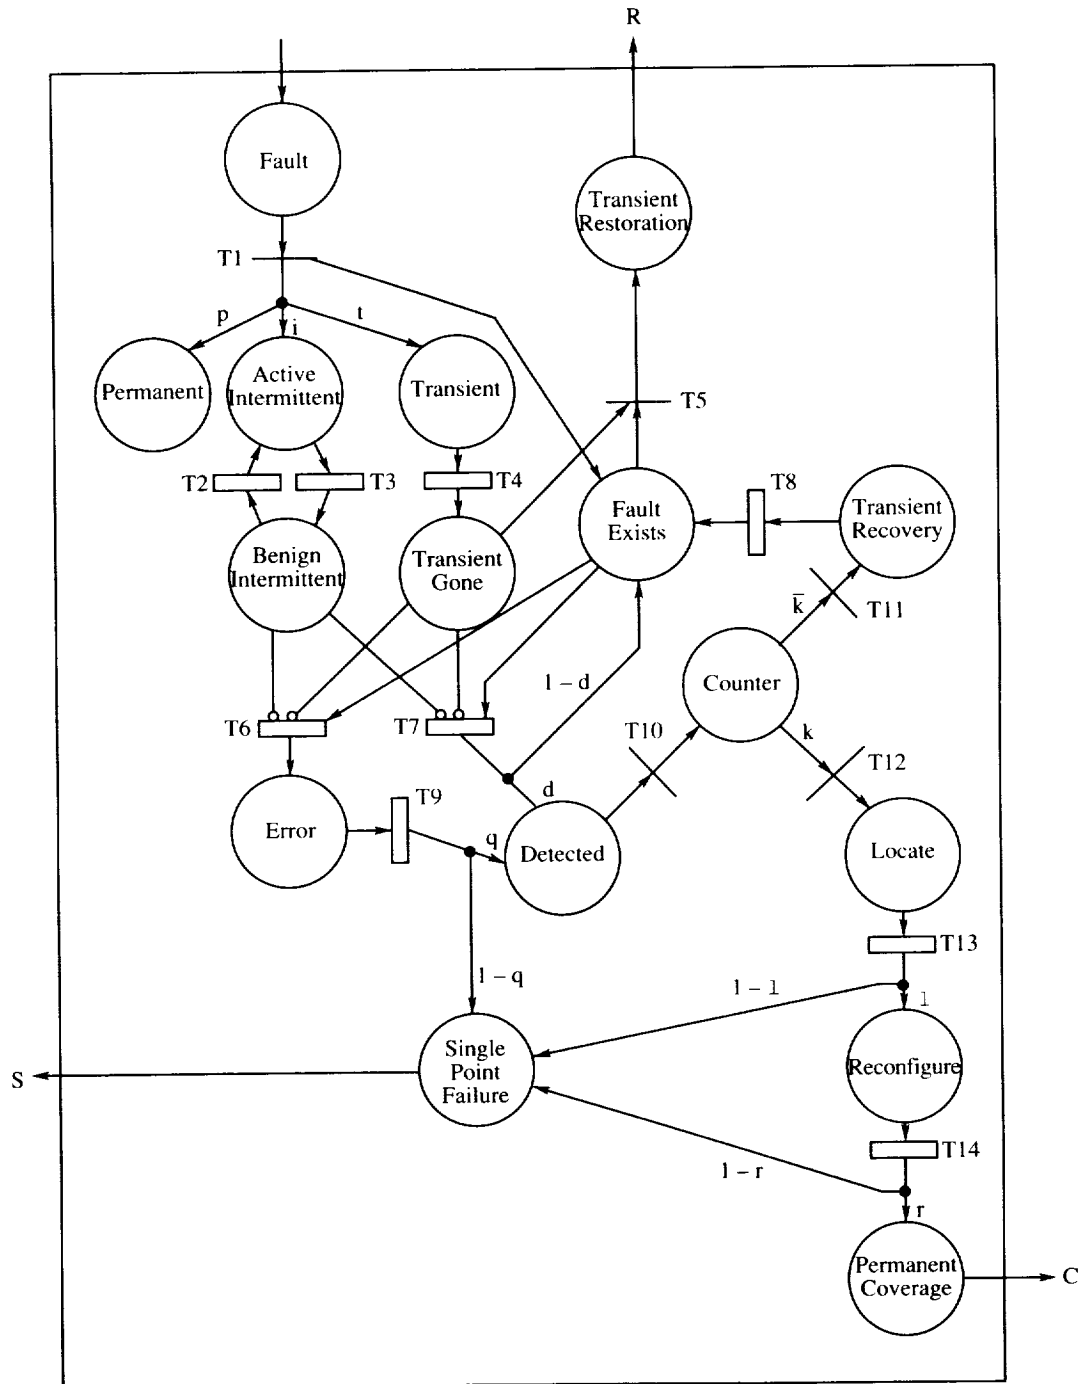 R
Fault
Transient
Restoration
T1
p
i
t
Permanent
Active
Intermittent
Transient
T5
T2
T3
T4
T8
Fault
Exists
Transient
Recovery
Benign
Intermittent
Transient
Gone
k̅
T11
1 – d
Counter
T6
T7
T10
k
T12
d
T9
Error
q
Detected
Locate
T13
1 – q
1 – l
l
Single
Point
Failure
Reconfigure
S
T14
1 – r
r
Permanent
Coverage
C